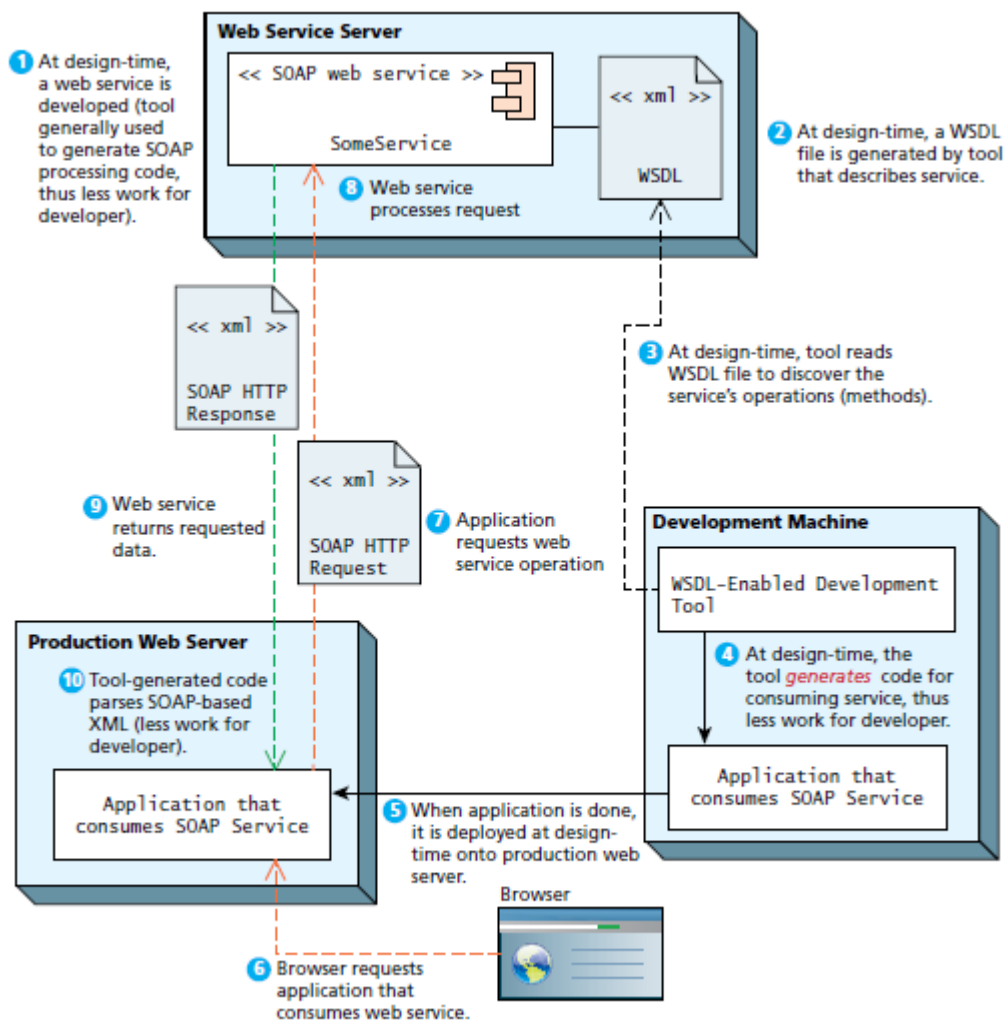 Web Service Server
1 At design-time,
a web service is
developed (tool
generally used
to generate SOAP
processing code,
thus less work for
developer).
<< SOAP web service >>
SomeService
<< xml >>
WSDL
2 At design-time, a WSDL
file is generated by tool
that describes service.
8 Web service
processes request
<< xml >>
SOAP HTTP
Response
3 At design-time, tool reads
WSDL file to discover the
service's operations (methods).
<< xml >>
SOAP HTTP
Request
9 Web service
returns requested
data.
7 Application
requests web
service operation
Development Machine
WSDL-Enabled Development
Tool
4 At design-time, the
tool generates code for
consuming service, thus
less work for developer.
Application that
consumes SOAP Service
Production Web Server
10 Tool-generated code
parses SOAP-based
XML (less work for
developer).
Application that
consumes SOAP Service
5 When application is done,
it is deployed at design-
time onto production web
server.
Browser
6 Browser requests
application that
consumes web service.